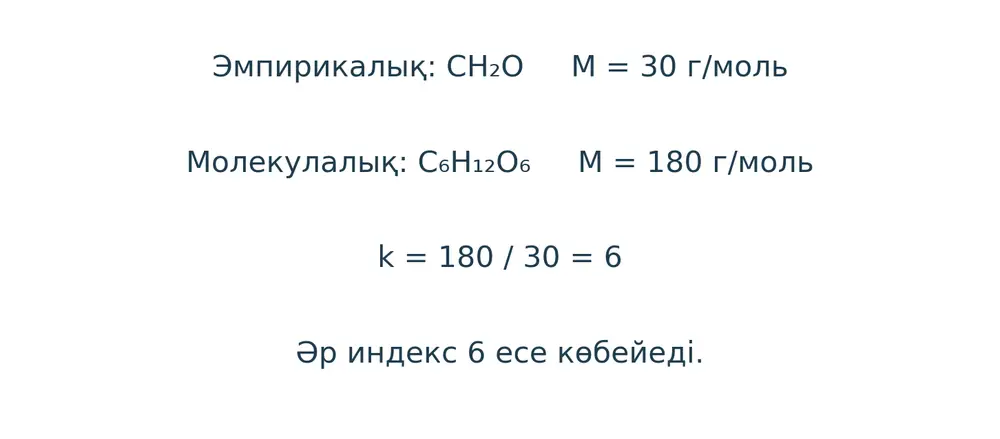 Эмпирикалық: CH₂O M = 30 г/моль
Молекулалық: C₆H₁₂O₆ M = 180 г/моль
k = 180 / 30 = 6
Әр индекс 6 есе көбейеді.